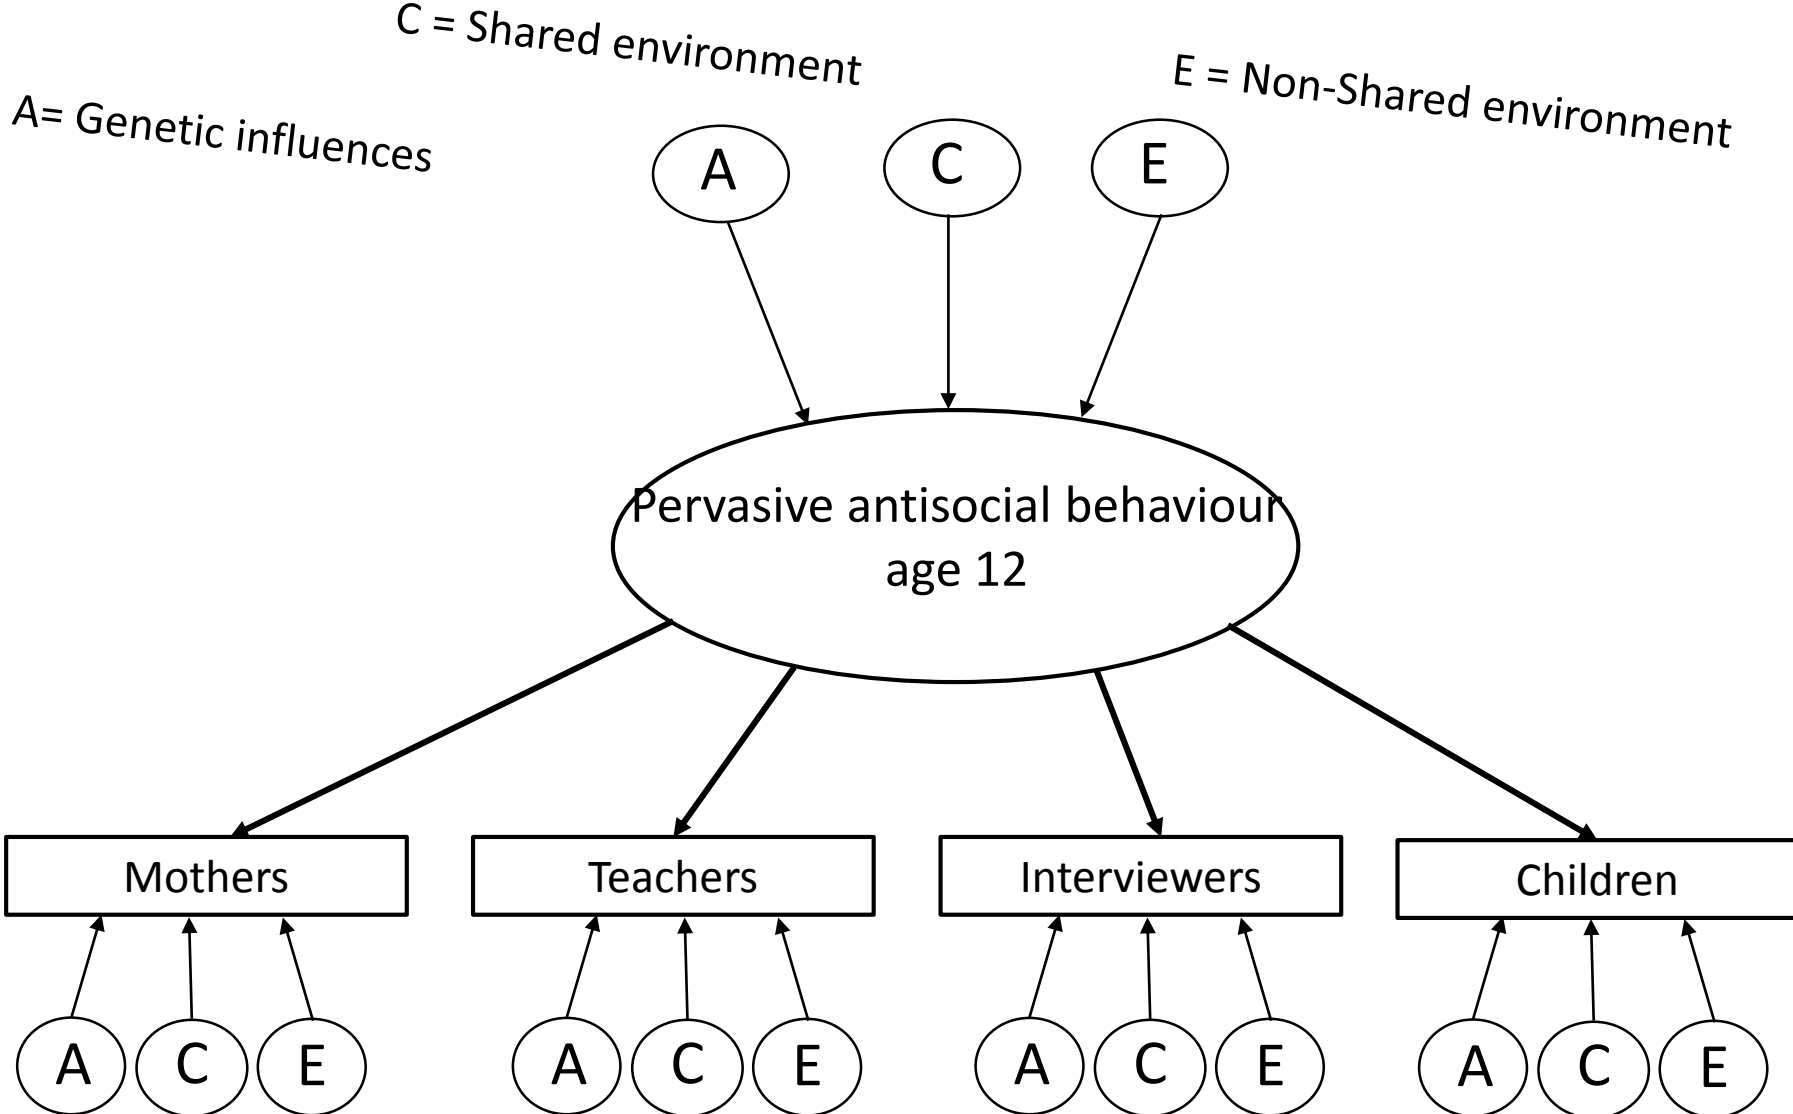 C = Shared environment
E = Non-Shared environment
A= Genetic influences
A
C
E
Pervasive antisocial behaviour
age 12
Mothers
Teachers
Interviewers
Children
A
C
E
A
C
E
A
C
E
A
C
E